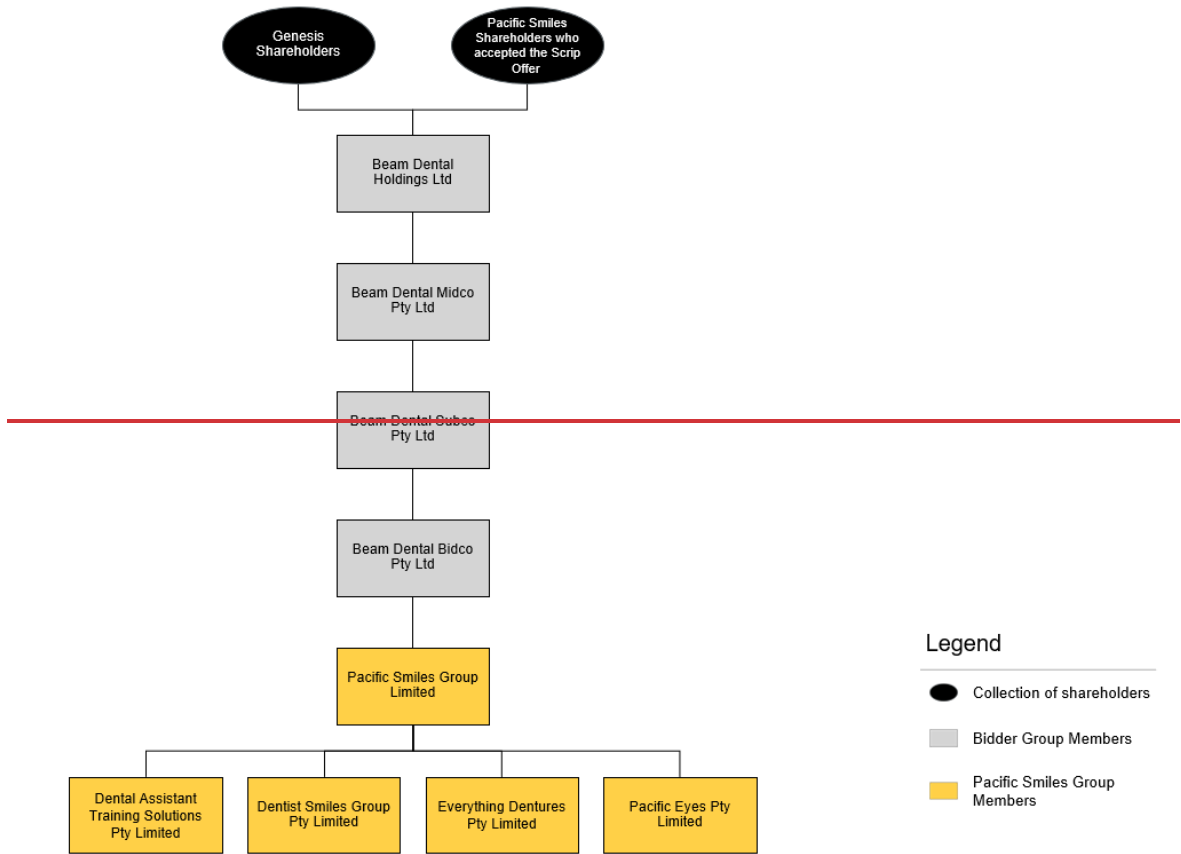 Genesis
Shareholders
Pacific Smiles
Shareholders who
accepted the Scrip
Offer
Beam Dental
Holdings Ltd
Beam Dental Midco
Pty Ltd
Beam Dental Subco
Pty Ltd
Beam Dental Bidco
Pty Ltd
Pacific Smiles Group
Limited
Dental Assistant
Training Solutions
Pty Limited
Dentist Smiles Group
Pty Limited
Everything Dentures
Pty Limited
Pacific Eyes Pty
Limited
Legend
Collection of shareholders
Bidder Group Members
Pacific Smiles Group
Members